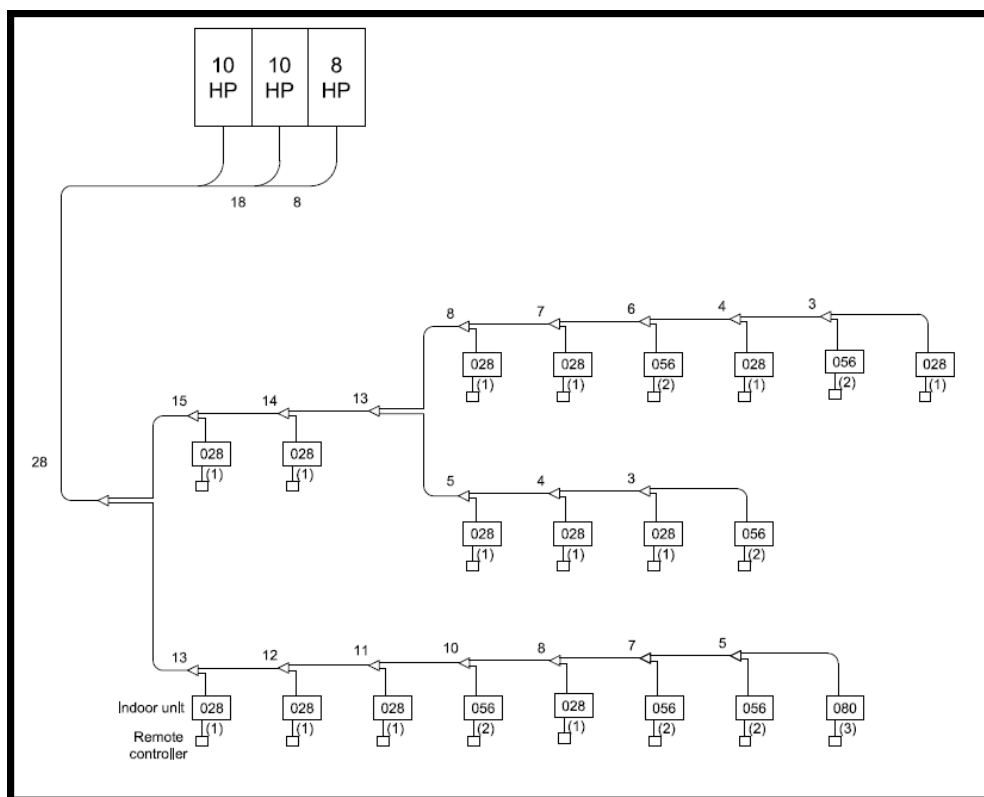 10 10 8
HP HP HP
18 8
8 7 6 4 3
028 028 056 028 056 028
(1) (1) (2) (1) (2) (1)
15 14 13
028 028
(1) (1)
28
5 4 3
028 028 028 056
(1) (1) (1) (2)
13 12 11 10 8 7 5
Indoor unit 028 028 028 056 028 056 056 080
(1) (1) (1) (2) (1) (2) (2) (3)
Remote
controller